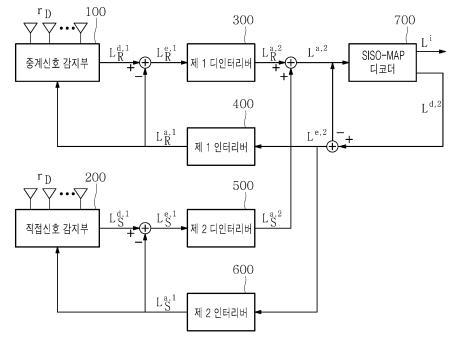 r_D
100
중계신호 감지부
L_R^{d,1}
+
−
L_R^{e,1}
300
제 1 디인터리버
L_R^{a,2}
+
+
L^{a,2}
700
SISO-MAP
디코더
L^i
L^{d,2}
400
제 1 인터리버
L_R^{a,1}
L^{e,2}
−
+
r_D
200
직접신호 감지부
L_S^{d,1}
+
−
L_S^{e,1}
500
제 2 디인터리버
L_S^{a,2}
600
제 2 인터리버
L_S^{a,1}